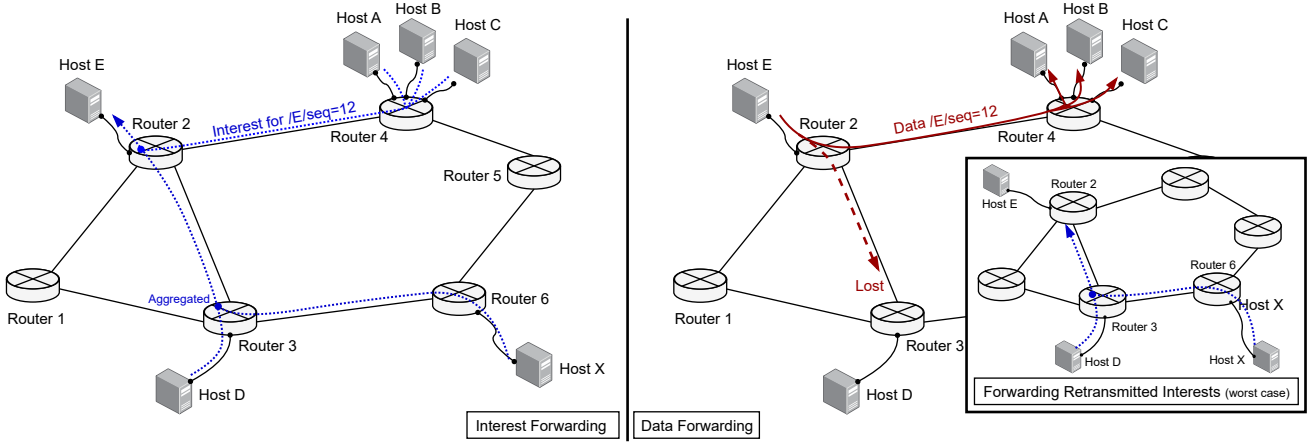 Host A
Host B
Host C
Host E
Interest for /E/seq=12
Router 2
Router 4
Router 5
Aggregated
Router 1
Router 6
Router 3
Host X
Host D
Interest Forwarding
Host A
Host B
Host C
Host E
Data /E/seq=12
Router 2
Router 4
Lost
Router 1
Router 3
Host D
Data Forwarding
Router 2
Host E
Router 6
Host X
Router 3
Host D
Host X
Forwarding Retransmitted Interests (worst case)